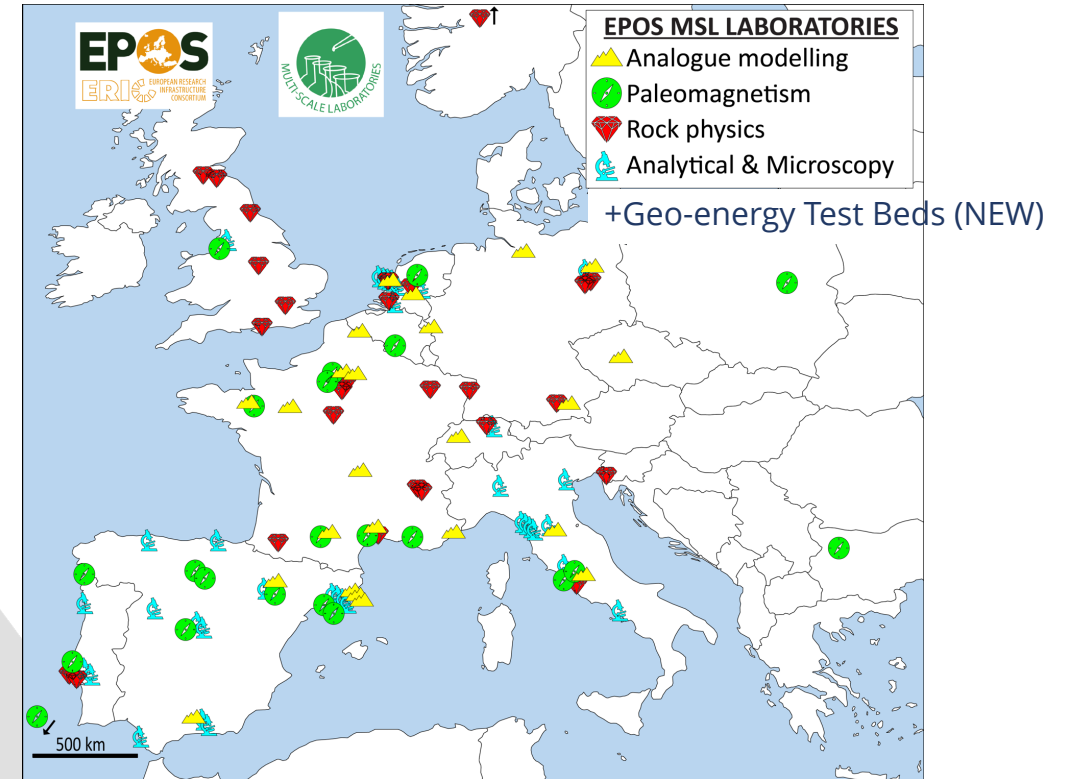 EPOS
ERIC
EUROPEAN RESEARCH
INFRASTRUCTURE
CONSORTIUM
MULTI-SCALE LABORATORIES
EPOS MSL LABORATORIES
Analogue modelling
Paleomagnetism
Rock physics
Analytical & Microscopy
+Geo-energy Test Beds (NEW)
500 km